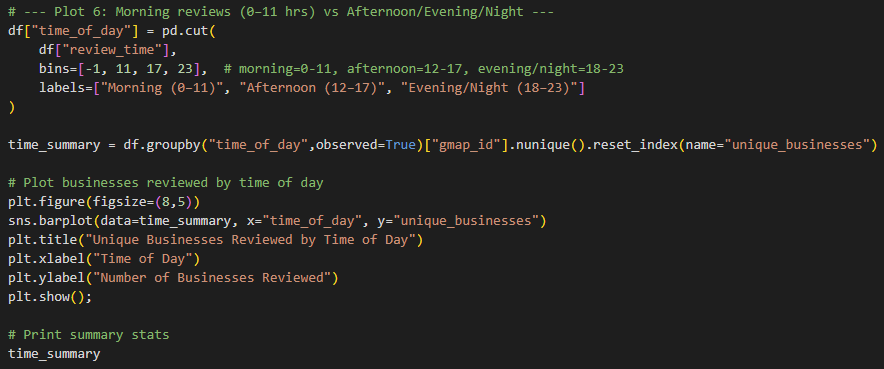 # --- Plot 6: Morning reviews (0–11 hrs) vs Afternoon/Evening/Night ---
df["time_of_day"] = pd.cut(
    df["review_time"],
    bins=[-1, 11, 17, 23],  # morning=0-11, afternoon=12-17, evening/night=18-23
    labels=["Morning (0–11)", "Afternoon (12–17)", "Evening/Night (18–23)"]
)
time_summary = df.groupby("time_of_day",observed=True)["gmap_id"].nunique().reset_index(name="unique_businesses")
# Plot businesses reviewed by time of day
plt.figure(figsize=(8,5))
sns.barplot(data=time_summary, x="time_of_day", y="unique_businesses")
plt.title("Unique Businesses Reviewed by Time of Day")
plt.xlabel("Time of Day")
plt.ylabel("Number of Businesses Reviewed")
plt.show();
# Print summary stats
time_summary